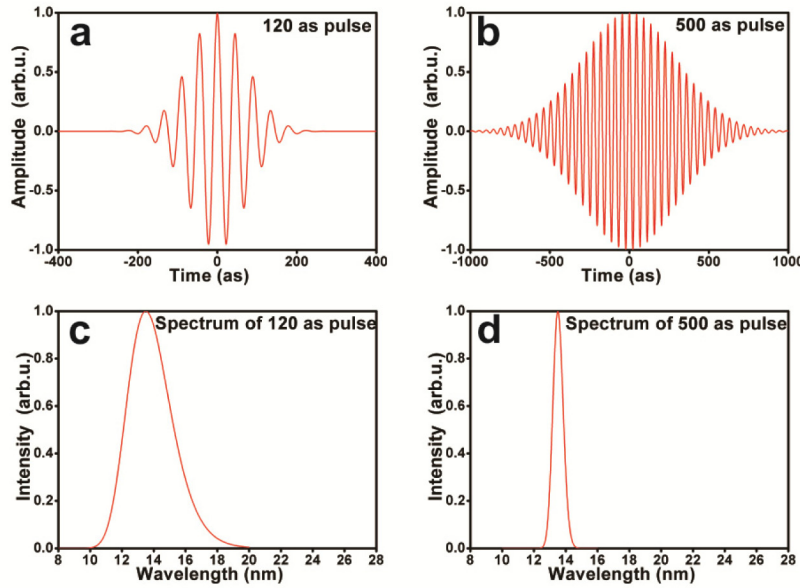 a
120 as pulse
Amplitude (arb.u.)
1.0
0.5
0.0
-0.5
-1.0
-400 -200 0 200 400
Time (as)
b
500 as pulse
Amplitude (arb.u.)
1.0
0.5
0.0
-0.5
-1.0
-1000 -500 0 500 1000
Time (as)
c
Spectrum of 120 as pulse
Intensity (arb.u.)
1.0
0.8
0.6
0.4
0.2
0.0
8 10 12 14 16 18 20 22 24 26 28
Wavelength (nm)
d
Spectrum of 500 as pulse
Intensity (arb.u.)
1.0
0.8
0.6
0.4
0.2
0.0
8 10 12 14 16 18 20 22 24 26 28
Wavelength (nm)